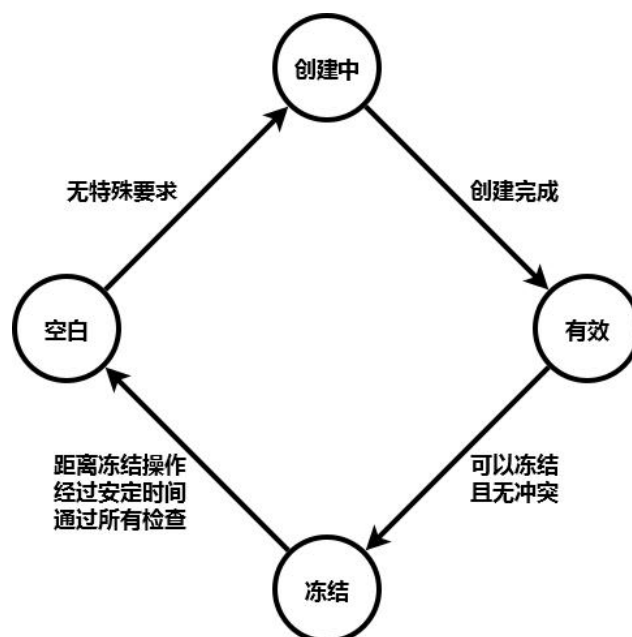 创建中
无特殊要求
创建完成
空白
有效
距离冻结操作
经过安定时间
通过所有检查
可以冻结
且无冲突
冻结